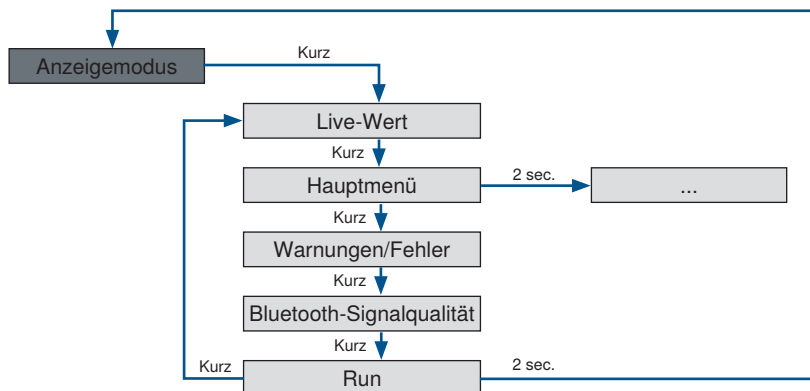 Anzeigemodus
Kurz
Live-Wert
Kurz
Hauptmenü
2 sec.
...
Kurz
Warnungen/Fehler
Kurz
Bluetooth-Signalqualität
Kurz
Kurz
Run
2 sec.